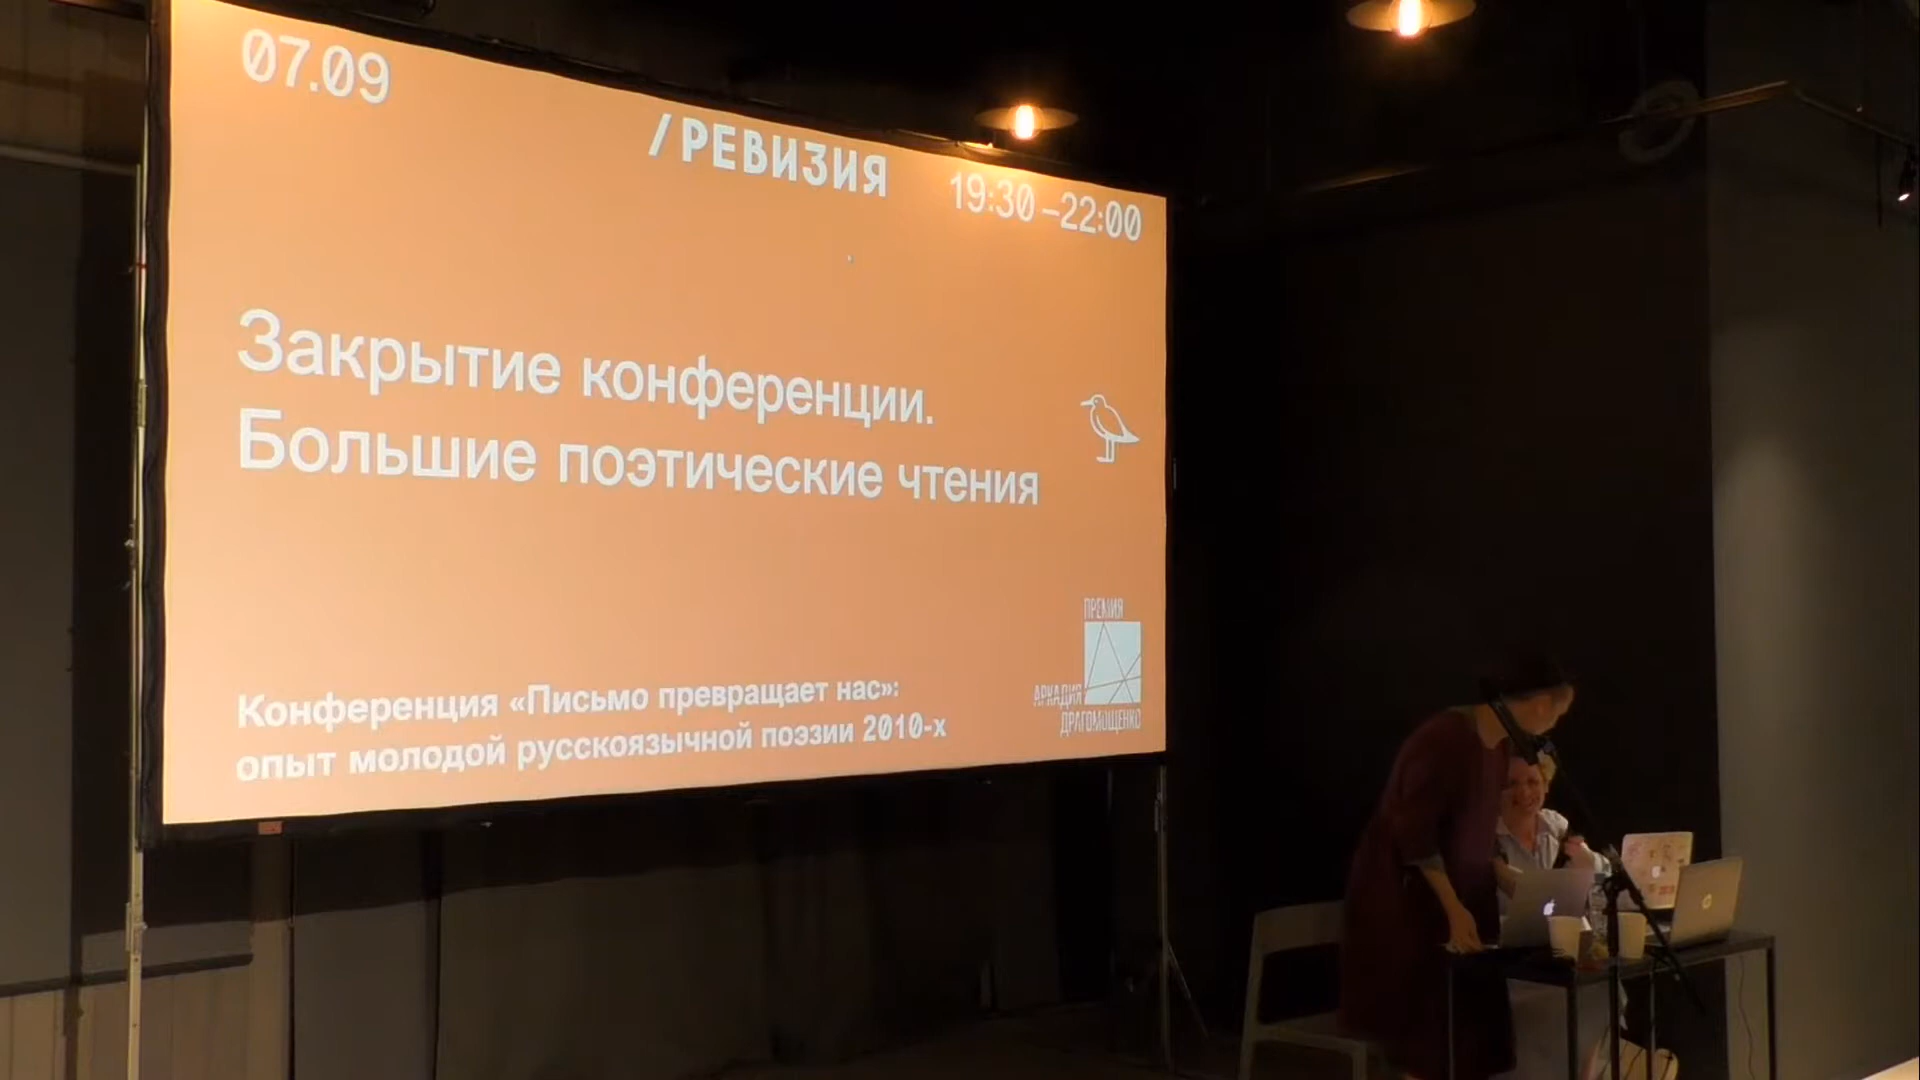 07.09
/РЕВИЗИЯ
19:30–22:00
Закрытие конференции.
Большие поэтические чтения
Конференция «Письмо превращает нас»:
опыт молодой русскоязычной поэзии 2010-х
ПРЕМИЯ
АРКАДИЯ
ДРАГОМОЩЕНКО